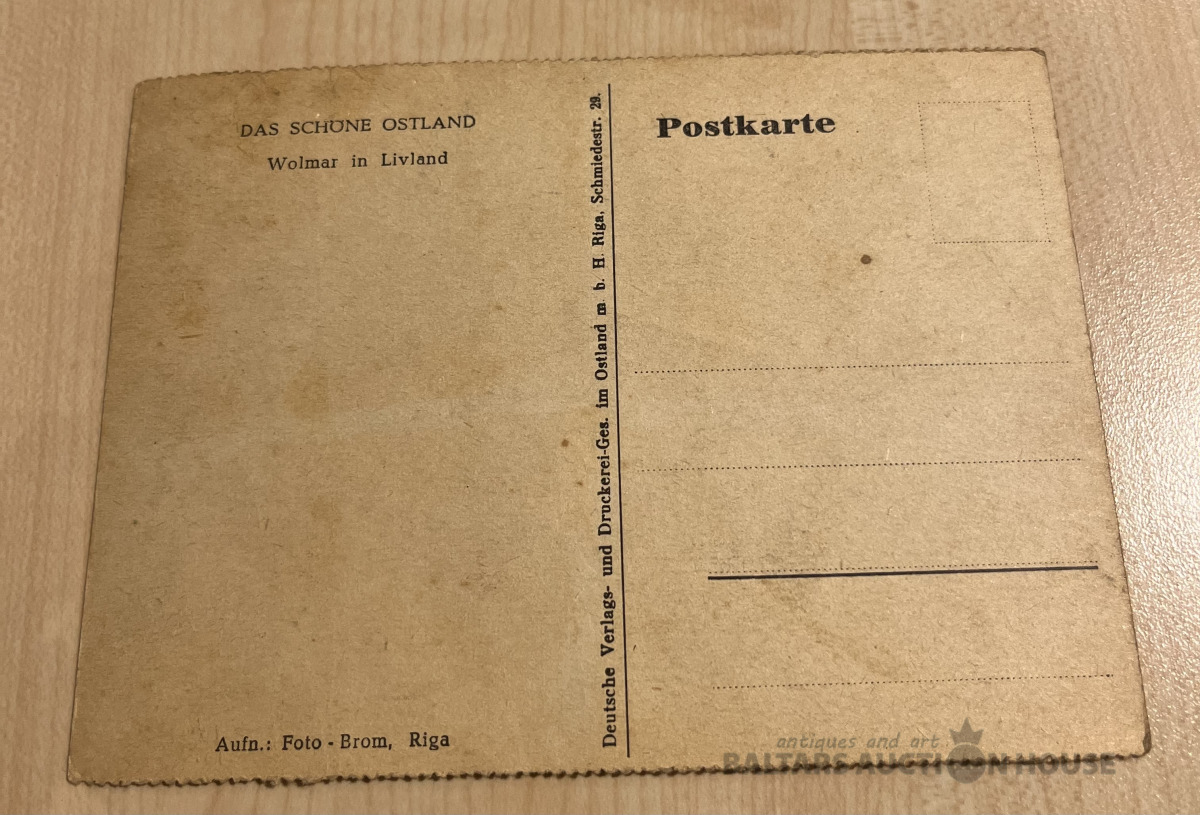 DAS SCHÖNE OSTLAND
Wolmar in Livland
Aufn.: Foto - Brom, Riga
Deutsche Verlags- und Druckerei-Ges. im Ostland m. b. H. Riga, Schmiedestr. 29.
Postkarte
antiques and art
BALTARS AUCTION HOUSE